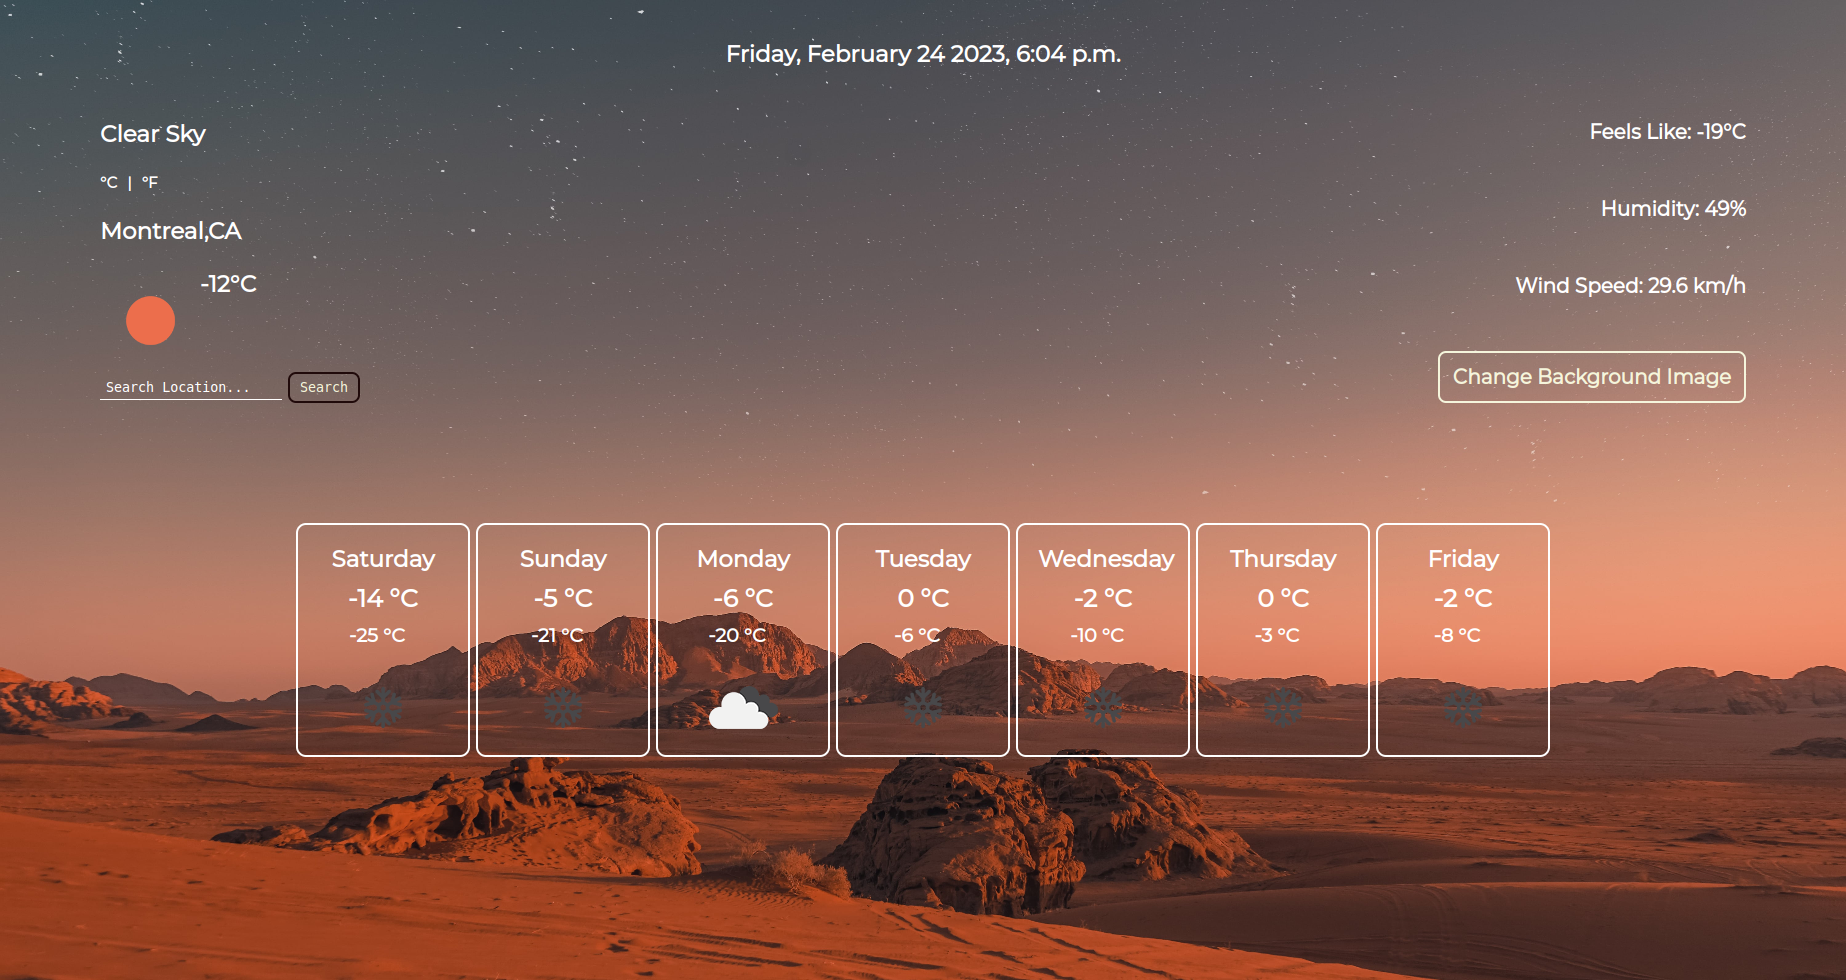 Friday, February 24 2023, 6:04 p.m.
Clear Sky
°C | °F
Montreal,CA
-12°C
Search Location... Search
Feels Like: -19°C
Humidity: 49%
Wind Speed: 29.6 km/h
Change Background Image
Saturday
-14 °C
-25 °C
Sunday
-5 °C
-21 °C
Monday
-6 °C
-20 °C
Tuesday
0 °C
-6 °C
Wednesday
-2 °C
-10 °C
Thursday
0 °C
-3 °C
Friday
-2 °C
-8 °C